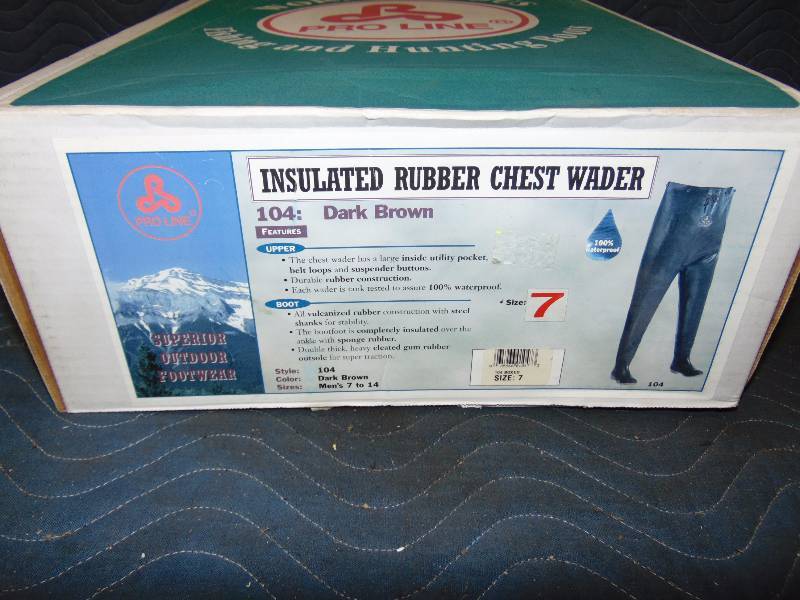 PRO LINE®
Fishing and Hunting Boots
PRO LINE®
SUPERIOR
OUTDOOR
FOOTWEAR
INSULATED RUBBER CHEST WADER
104: Dark Brown
FEATURES
UPPER
• The chest wader has a large inside utility pocket,
belt loops and suspender buttons.
• Durable rubber construction.
• Each wader is tank tested to assure 100% waterproof.
BOOT
• All vulcanized rubber construction with steel
shanks for stability.
• The bootfoot is completely insulated over the
ankle with sponge rubber.
• Double thick, heavy cleated gum rubber
outsole for super traction.
Style: 104
Color: Dark Brown
Sizes: Men's 7 to 14
100%
Waterproof
• Size: 7
SIZE: 7
104